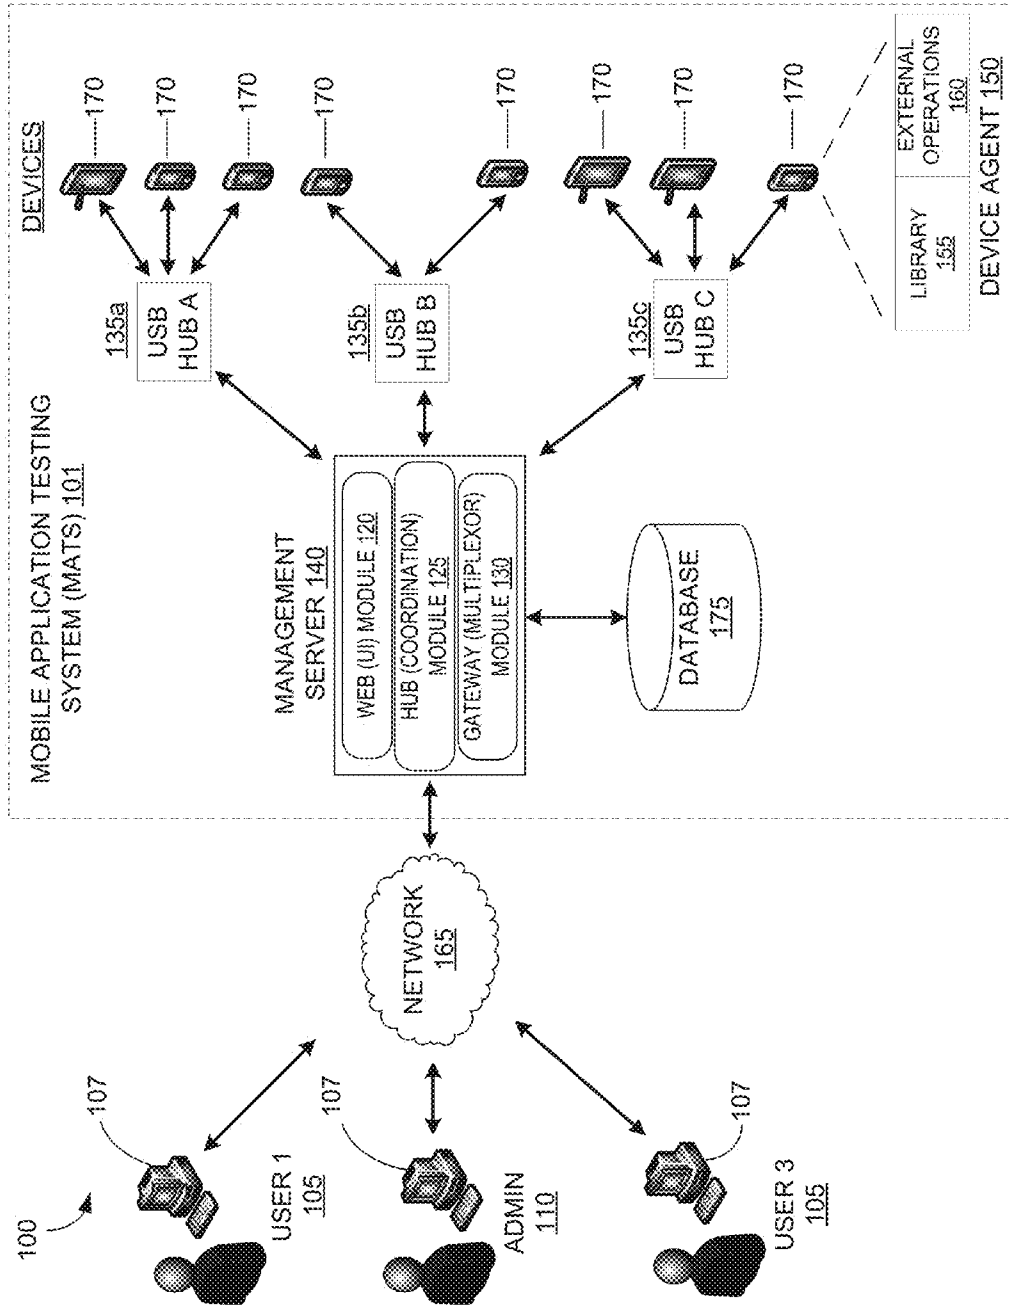 100
MOBILE APPLICATION TESTING
SYSTEM (MATS) 101
DEVICES
107
USER 1
105
107
ADMIN
110
107
USER 3
105
NETWORK
165
MANAGEMENT
SERVER 140
WEB (UI) MODULE 120
HUB (COORDINATION)
MODULE 125
GATEWAY (MULTIPLEXOR)
MODULE 130
DATABASE
175
135a
USB
HUB A
135b
USB
HUB B
135c
USB
HUB C
170
170
170
170
170
170
170
170
LIBRARY
155
EXTERNAL
OPERATIONS
160
DEVICE AGENT 150